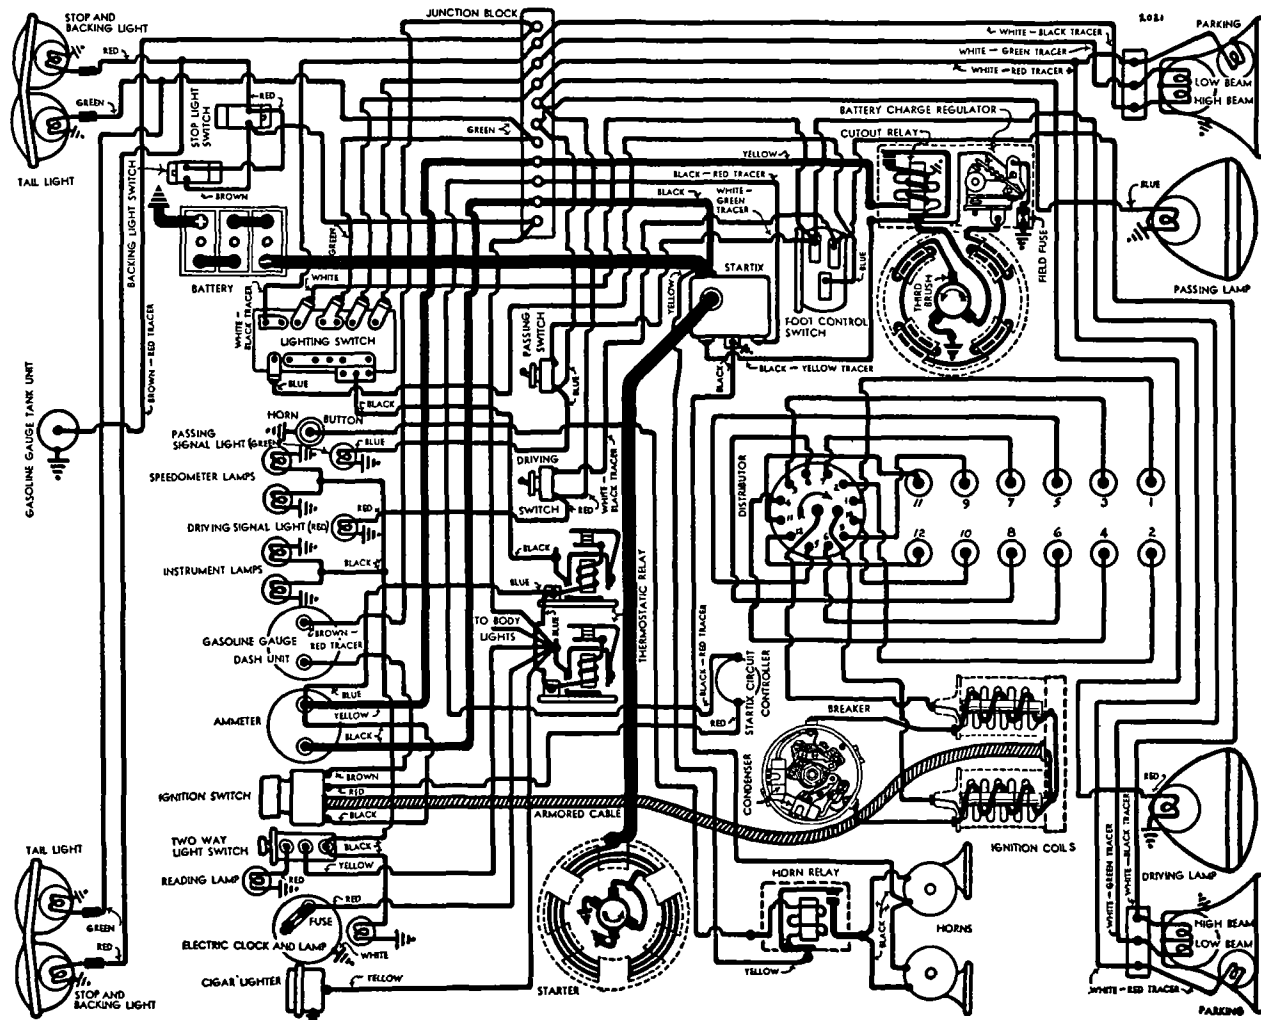 STOP AND
BACKING LIGHT
JUNCTION BLOCK
2021
PARKING
RED
WHITE — BLACK TRACER
WHITE — GREEN TRACER
WHITE — RED TRACER
LOW BEAM
HIGH BEAM
GREEN
STOP LIGHT
SWITCH
RED
GREEN
BATTERY CHARGE REGULATOR
CUTOUT RELAY
YELLOW
TAIL LIGHT
BACKING LIGHT SWITCH
BROWN
BLACK—RED TRACER
BLACK
WHITE —
GREEN
TRACER
BLUE
FIELD FUSE
GREEN
WHITE
BATTERY
YELLOW
STARTIX
BLUE
THIRD
BRUSH
PASSING LAMP
WHITE —
BLACK TRACER
LIGHTING SWITCH
PASSING
SWITCH
FOOT CONTROL
SWITCH
BROWN — RED TRACER
BLUE
BLACK
BLUE
BLACK
BLACK — YELLOW TRACER
GASOLINE GAUGE TANK UNIT
HORN
BUTTON
PASSING
SIGNAL LIGHT (GREEN)
BLUE
SPEEDOMETER LAMPS
DRIVING
SWITCH
RED
WHITE —
BLACK TRACER
DISTRIBUTOR
11
9
7
5
3
1
12
10
8
6
4
2
DRIVING SIGNAL LIGHT (RED)
RED
BLACK
INSTRUMENT LAMPS
BLACK
BLUE
THERMOSTATIC RELAY
GASOLINE GAUGE
DASH UNIT
BROWN —
RED TRACER
TO BODY
LIGHTS
BLUE
BLACK—RED TRACER
STARTIX CIRCUIT
CONTROLLER
RED
AMMETER
BLUE
YELLOW
BLACK
BREAKER
CONDENSER
IGNITION SWITCH
BROWN
RED
BLACK
ARMORED CABLE
IGNITION COILS
RED
DRIVING LAMP
TAIL LIGHT
TWO WAY
LIGHT SWITCH
BLACK
YELLOW
READING LAMP
RED
HORN RELAY
WHITE—GREEN TRACER
WHITE—BLACK TRACER
RED
FUSE
ELECTRIC CLOCK AND LAMP
WHITE
BLACK
HORNS
HIGH BEAM
LOW BEAM
GREEN
RED
CIGAR LIGHTER
YELLOW
STARTER
YELLOW
STOP AND
BACKING LIGHT
WHITE—RED TRACER
PARKING